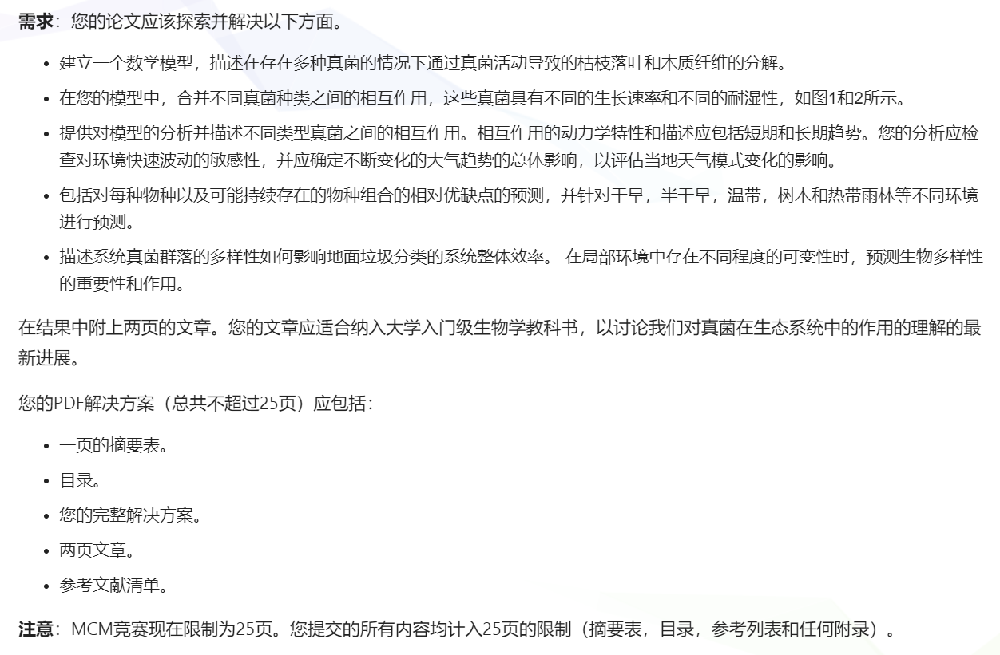 需求：您的论文应该探索并解决以下方面。
• 建立一个数学模型，描述在存在多种真菌的情况下通过真菌活动导致的枯枝落叶和木质纤维的分解。
• 在您的模型中，合并不同真菌种类之间的相互作用，这些真菌具有不同的生长速率和不同的耐湿性，如图1和2所示。
• 提供对模型的分析并描述不同类型真菌之间的相互作用。相互作用的动力学特性和描述应包括短期和长期趋势。您的分析应检
查对环境快速波动的敏感性，并应确定不断变化的大气趋势的总体影响，以评估当地天气模式变化的影响。
• 包括对每种物种以及可能持续存在的物种组合的相对优缺点的预测，并针对干旱，半干旱，温带，树木和热带雨林等不同环境
进行预测。
• 描述系统真菌群落的多样性如何影响地面垃圾分类的系统整体效率。 在局部环境中存在不同程度的可变性时，预测生物多样性
的重要性和作用。
在结果中附上两页的文章。您的文章应适合纳入大学入门级生物学教科书，以讨论我们对真菌在生态系统中的作用的理解的最
新进展。
您的PDF解决方案（总共不超过25页）应包括：
• 一页的摘要表。
• 目录。
• 您的完整解决方案。
• 两页文章。
• 参考文献清单。
注意：MCM竞赛现在限制为25页。您提交的所有内容均计入25页的限制（摘要表，目录，参考列表和任何附录）。